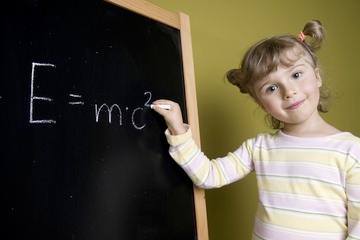 E = m·c²